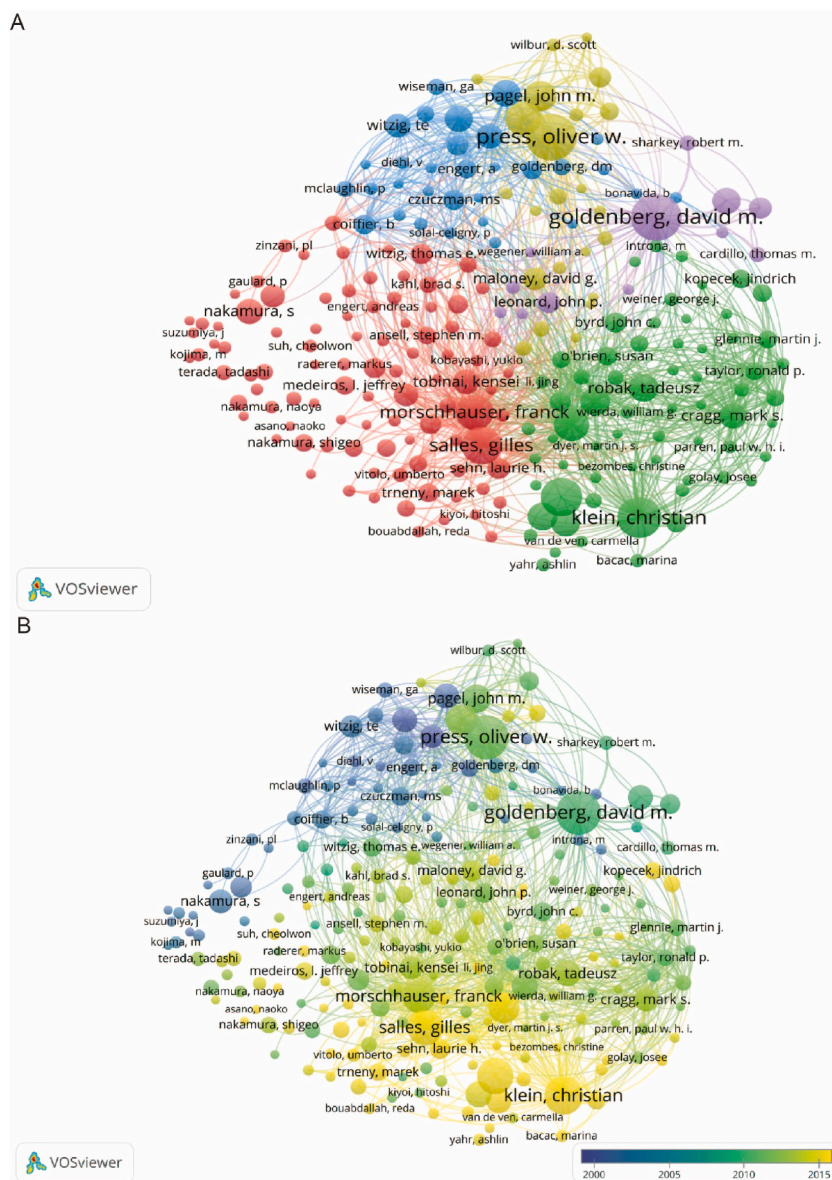 A
wilbur, d. scott
wiseman, ga
pagel, john m.
witzig, te
press, oliver w.
sharkey, robert m.
diehl, v
engert, a
goldenberg, dm
mclaughlin, p
czuczman, ms
bonavida, b
coiffier, b
solal-celigny, p
goldenberg, david m.
zinzani, pl
witzig, thomas e.
wegener, william a.
introna, m
cardillo, thomas m.
gaulard, p
kahl, brad s.
maloney, david g.
kopecek, jindrich
nakamura, s
engert, andreas
leonard, john p.
weiner, george j.
suzumiya, j
ansell, stephen m.
byrd, john c.
glennie, martin j.
kojima, m
suh, cheolwon
kobayashi, yukio
o'brien, susan
terada, tadashi
raderer, markus
taylor, ronald p.
medeiros, l. jeffrey
tobinai, kensei
li, jing
robak, tadeusz
nakamura, naoya
morschhauser, franck
wierda, william g.
cragg, mark s.
asano, naoko
nakamura, shigeo
salles, gilles
dyer, martin j. s.
parren, paul w. h. i.
vitolo, umberto
sehn, laurie h.
bezombes, christine
golay, josee
trneny, marek
kiyoi, hitoshi
klein, christian
bouabdallah, reda
van de ven, carmella
yahr, ashlin
bacac, marina
VOSviewer
B
wilbur, d. scott
wiseman, ga
pagel, john m.
witzig, te
press, oliver w.
sharkey, robert m.
diehl, v
engert, a
goldenberg, dm
mclaughlin, p
czuczman, ms
bonavida, b
coiffier, b
solal-celigny, p
goldenberg, david m.
zinzani, pl
witzig, thomas e.
wegener, william a.
introna, m
cardillo, thomas m.
gaulard, p
kahl, brad s.
maloney, david g.
kopecek, jindrich
nakamura, s
engert, andreas
leonard, john p.
weiner, george j.
suzumiya, j
ansell, stephen m.
byrd, john c.
glennie, martin j.
kojima, m
suh, cheolwon
kobayashi, yukio
o'brien, susan
terada, tadashi
raderer, markus
taylor, ronald p.
medeiros, l. jeffrey
tobinai, kensei
li, jing
robak, tadeusz
nakamura, naoya
morschhauser, franck
wierda, william g.
cragg, mark s.
asano, naoko
nakamura, shigeo
salles, gilles
dyer, martin j. s.
parren, paul w. h. i.
vitolo, umberto
sehn, laurie h.
bezombes, christine
golay, josee
trneny, marek
kiyoi, hitoshi
klein, christian
bouabdallah, reda
van de ven, carmella
yahr, ashlin
bacac, marina
VOSviewer
2000 2005 2010 2015